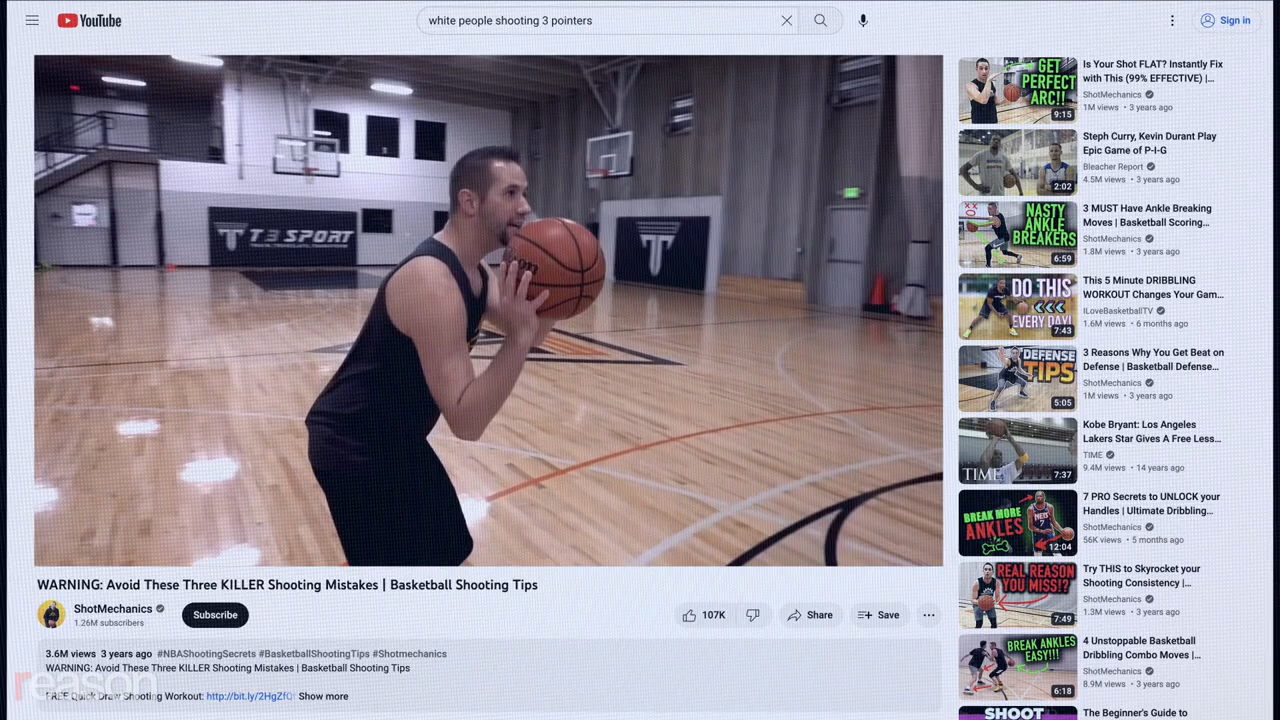 YouTube
white people shooting 3 pointers
Sign in
T3 SPORT
GET
PERFECT
ARC!!
9:15
Is Your Shot FLAT? Instantly Fix
with This (99% EFFECTIVE) |...
ShotMechanics
1M views • 3 years ago
2:02
Steph Curry, Kevin Durant Play
Epic Game of P-I-G
Bleacher Report
4.5M views • 3 years ago
NASTY
ANKLE
BREAKERS
6:59
3 MUST Have Ankle Breaking
Moves | Basketball Scoring...
ShotMechanics
1.8M views • 3 years ago
DO THIS
EVERY DAY!
7:43
This 5 Minute DRIBBLING
WORKOUT Changes Your Gam...
ILoveBasketballTV
1.6M views • 6 months ago
DEFENSE
TIPS
5:05
3 Reasons Why You Get Beat on
Defense | Basketball Defense...
ShotMechanics
1M views • 3 years ago
TIME
7:37
Kobe Bryant: Los Angeles
Lakers Star Gives A Free Less...
TIME
9.4M views • 14 years ago
BREAK MORE
ANKLES
NETS
7
12:04
7 PRO Secrets to UNLOCK your
Handles | Ultimate Dribbling...
ShotMechanics
56K views • 5 months ago
REAL REASON
YOU MISS!?
7:49
Try THIS to Skyrocket your
Shooting Consistency |...
ShotMechanics
1.3M views • 3 years ago
BREAK ANKLES
EASY!!!
6:18
4 Unstoppable Basketball
Dribbling Combo Moves |...
ShotMechanics
8.9M views • 3 years ago
SHOOT
The Beginner's Guide to
WARNING: Avoid These Three KILLER Shooting Mistakes | Basketball Shooting Tips
ShotMechanics
1.26M subscribers
Subscribe
107K
Share
Save
3.6M views 3 years ago #NBAShootingSecrets #BasketballShootingTips #Shotmechanics
WARNING: Avoid These Three KILLER Shooting Mistakes | Basketball Shooting Tips
FREE Quick Draw Shooting Workout: http://bit.ly/2HgZfQ Show more
reason